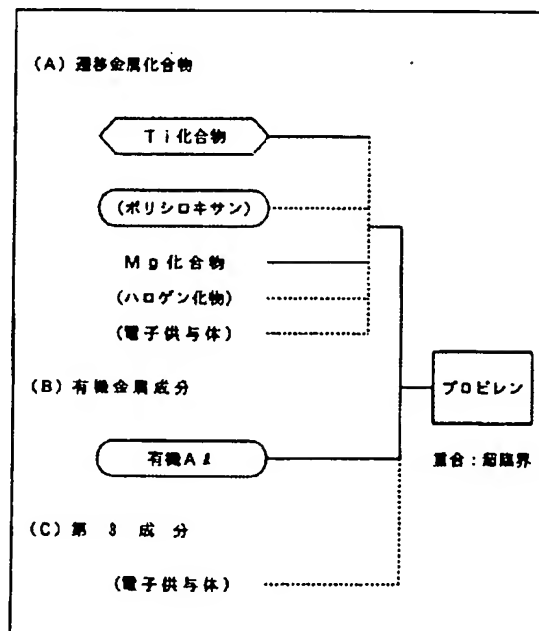 (A) 遷移金属化合物
Ti化合物
(ポリシロキサン)
Mg化合物
(ハロゲン化物)
(電子供与体)
(B) 有機金属成分
プロピレン
有機Aℓ
重合:超臨界
(C) 第3成分
(電子供与体)